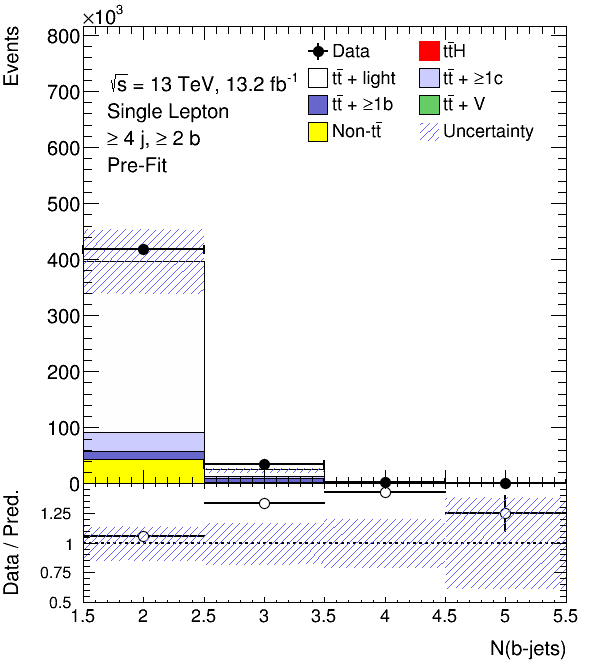 ×10³
Events
800
700
600
500
400
300
200
100
0
Data
tt̄H
tt̄ + light
tt̄ + ≥1c
tt̄ + ≥1b
tt̄ + V
Non-tt̄
Uncertainty
√s = 13 TeV, 13.2 fb⁻¹
Single Lepton
≥ 4 j, ≥ 2 b
Pre-Fit
Data / Pred.
1.25
1
0.75
0.5
1.5 2 2.5 3 3.5 4 4.5 5 5.5
N(b-jets)